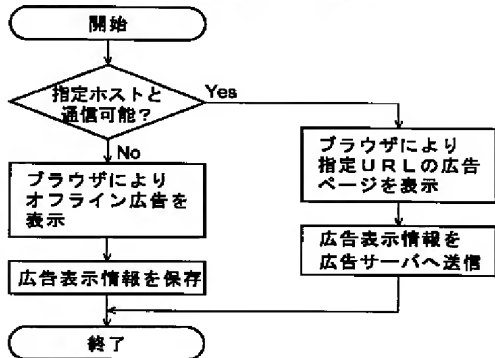 開始
指定ホストと
通信可能?
Yes
No
ブラウザにより
オフライン広告を
表示
広告表示情報を保存
ブラウザにより
指定URLの広告
ページを表示
広告表示情報を
広告サーバへ送信
終了